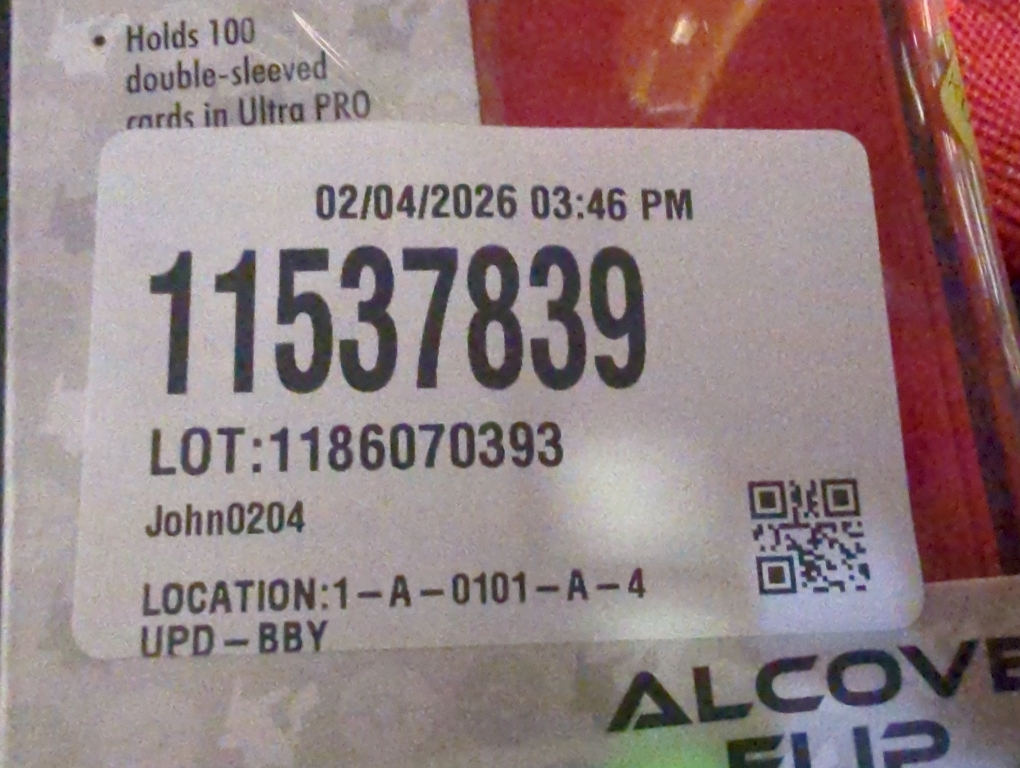 • Holds 100
double-sleeved
cards in Ultra PRO
02/04/2026 03:46 PM
11537839
LOT:1186070393
John0204
LOCATION:1-A-0101-A-4
UPD-BBY
ALCOVE
FLIP